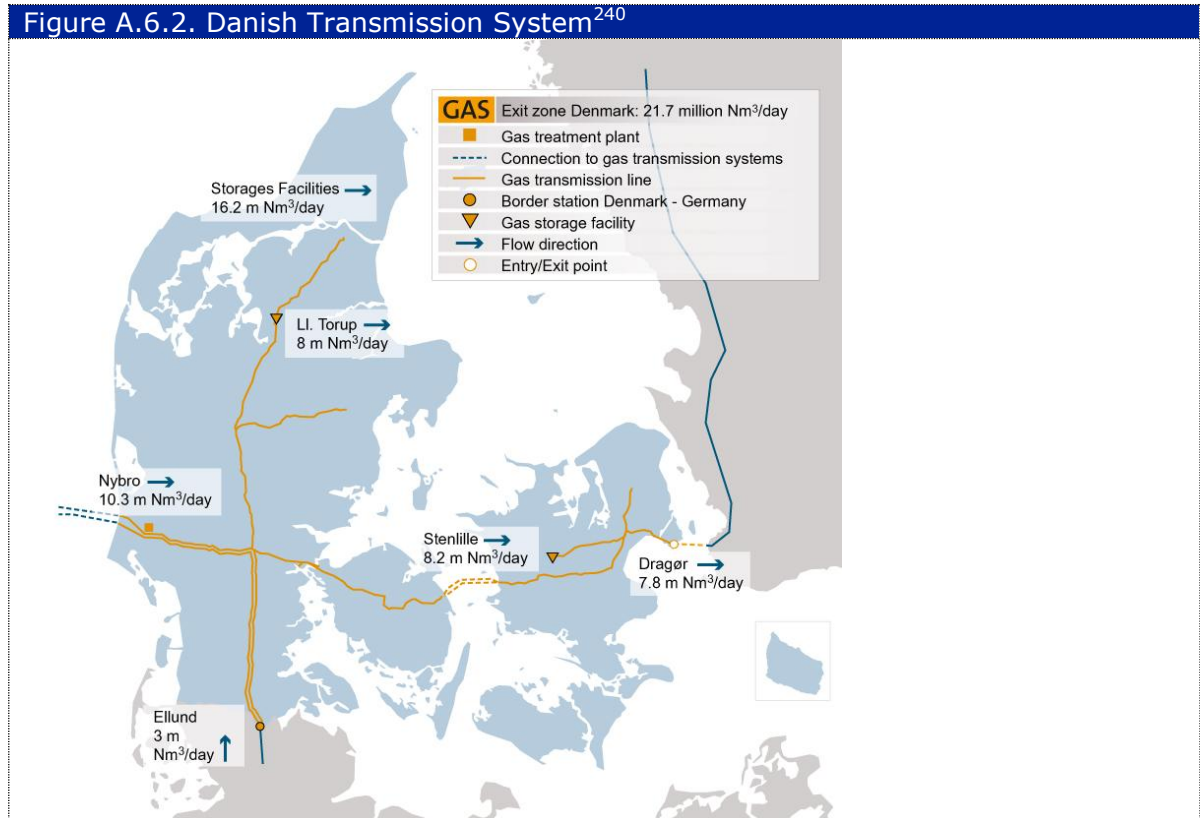 Figure A.6.2. Danish Transmission System240
GAS Exit zone Denmark: 21.7 million Nm³/day
Gas treatment plant
Connection to gas transmission systems
Gas transmission line
Border station Denmark - Germany
Gas storage facility
Flow direction
Entry/Exit point
Storages Facilities
16.2 m Nm³/day
Ll. Torup
8 m Nm³/day
Nybro
10.3 m Nm³/day
Stenlille
8.2 m Nm³/day
Dragør
7.8 m Nm³/day
Ellund
3 m
Nm³/day